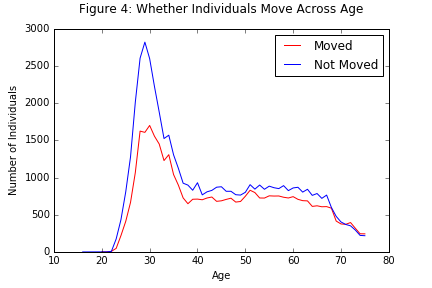 Figure 4: Whether Individuals Move Across Age
3000
2500
2000
1500
1000
500
0
Number of Individuals
Moved
Not Moved
10 20 30 40 50 60 70 80
Age